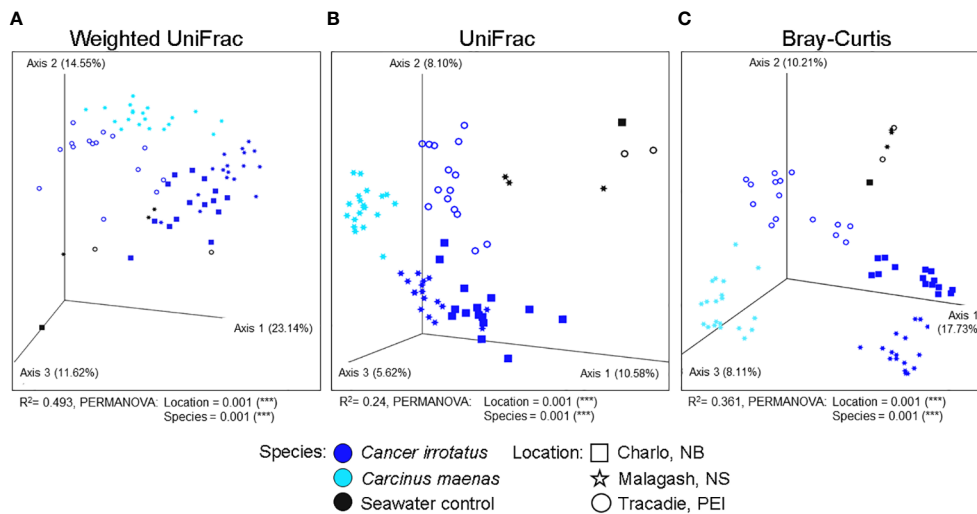 A
Weighted UniFrac
Axis 2 (14.55%)
Axis 1 (23.14%)
Axis 3 (11.62%)
R²= 0.493, PERMANOVA: Location = 0.001 (***)
Species = 0.001 (***)
B
UniFrac
Axis 2 (8.10%)
Axis 3 (5.62%)
Axis 1 (10.58%)
R²= 0.24, PERMANOVA: Location = 0.001 (***)
Species = 0.001 (***)
C
Bray-Curtis
Axis 2 (10.21%)
Axis 1
(17.73%)
Axis 3 (8.11%)
R²= 0.361, PERMANOVA: Location = 0.001 (***)
Species = 0.001 (***)
Species:
Cancer irrotatus
Carcinus maenas
Seawater control
Location:
Charlo, NB
Malagash, NS
Tracadie, PEI